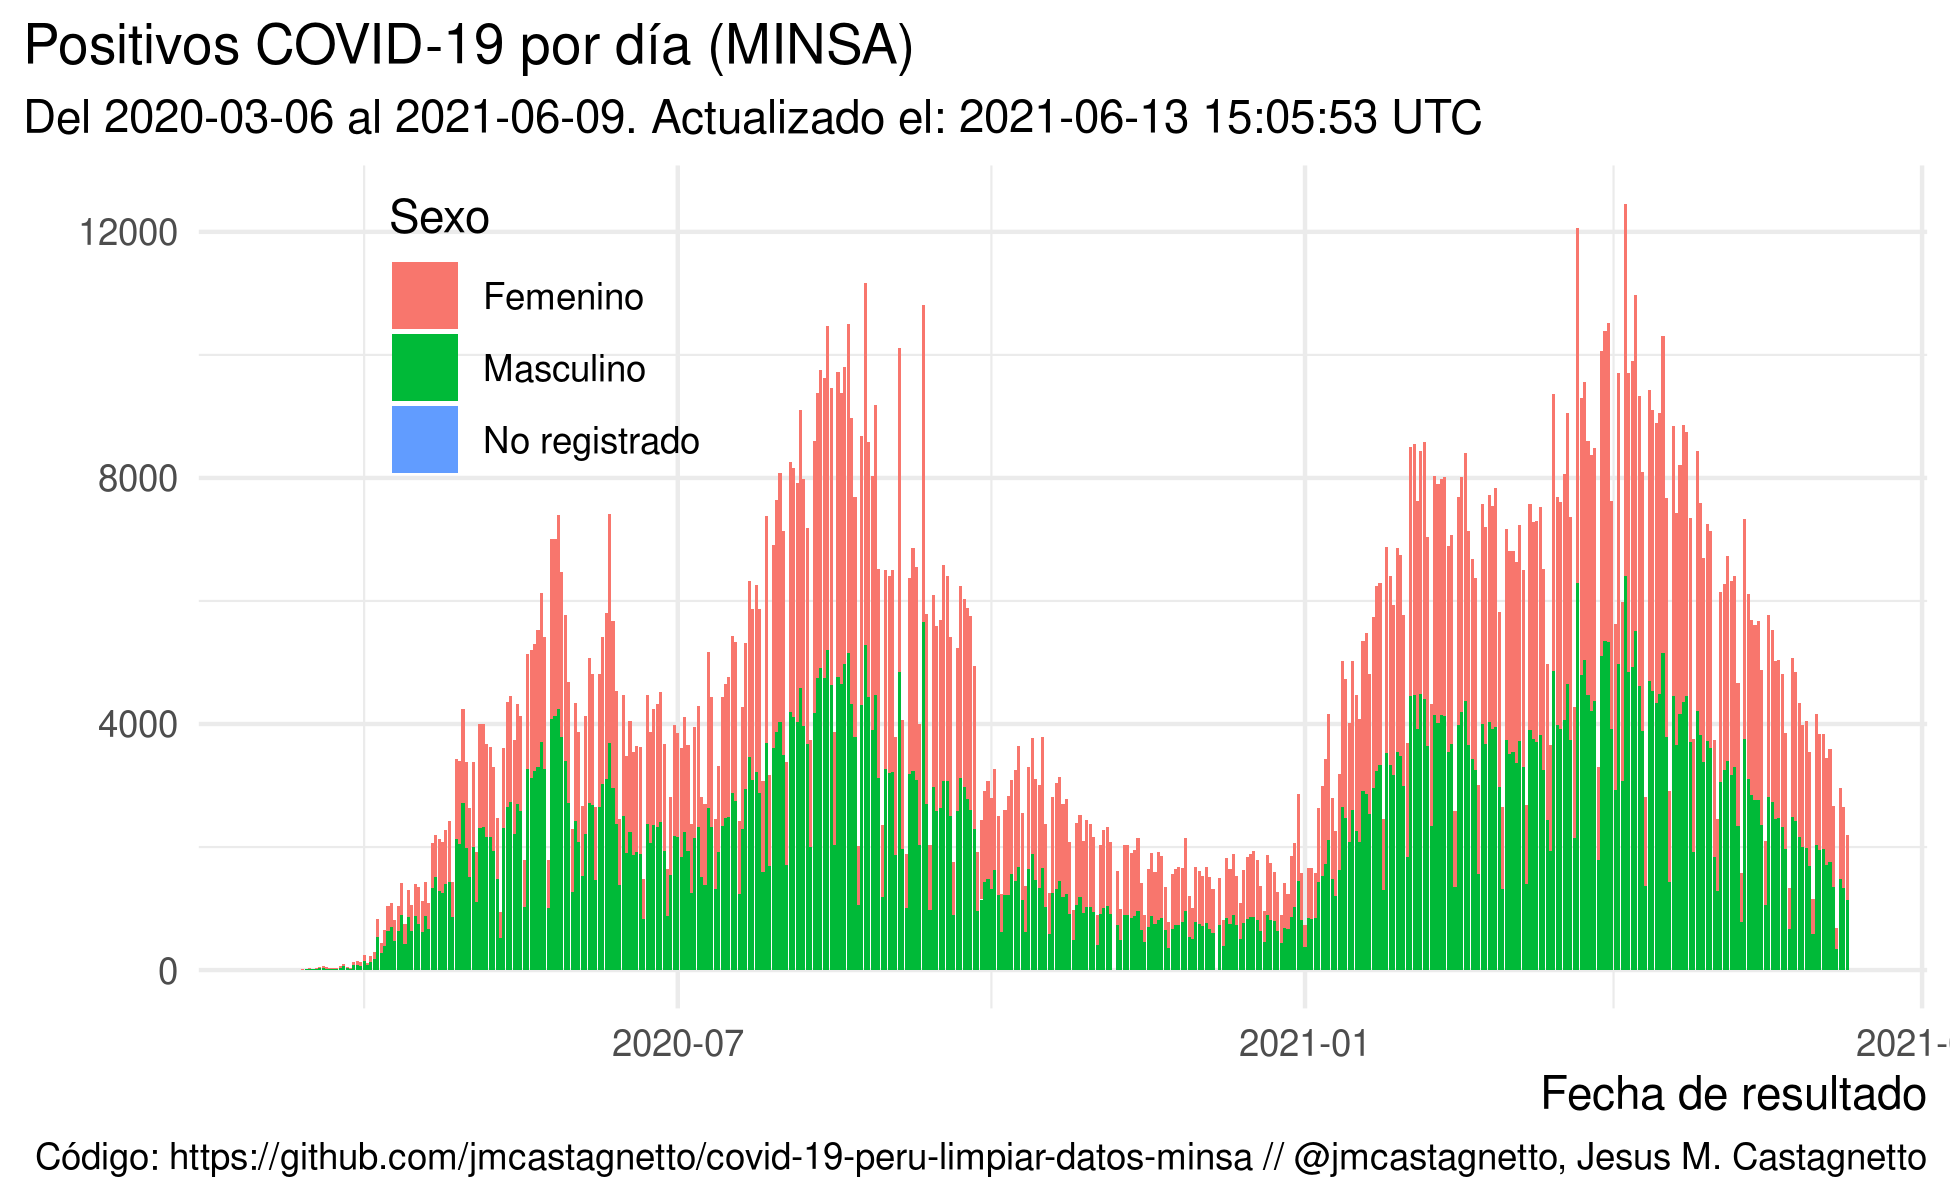 Positivos COVID-19 por día (MINSA)
Del 2020-03-06 al 2021-06-09. Actualizado el: 2021-06-13 15:05:53 UTC
Sexo
Femenino
Masculino
No registrado
12000
8000
4000
0
2020-07
2021-01
2021-
Fecha de resultado
Código: https://github.com/jmcastagnetto/covid-19-peru-limpiar-datos-minsa // @jmcastagnetto, Jesus M. Castagnetto